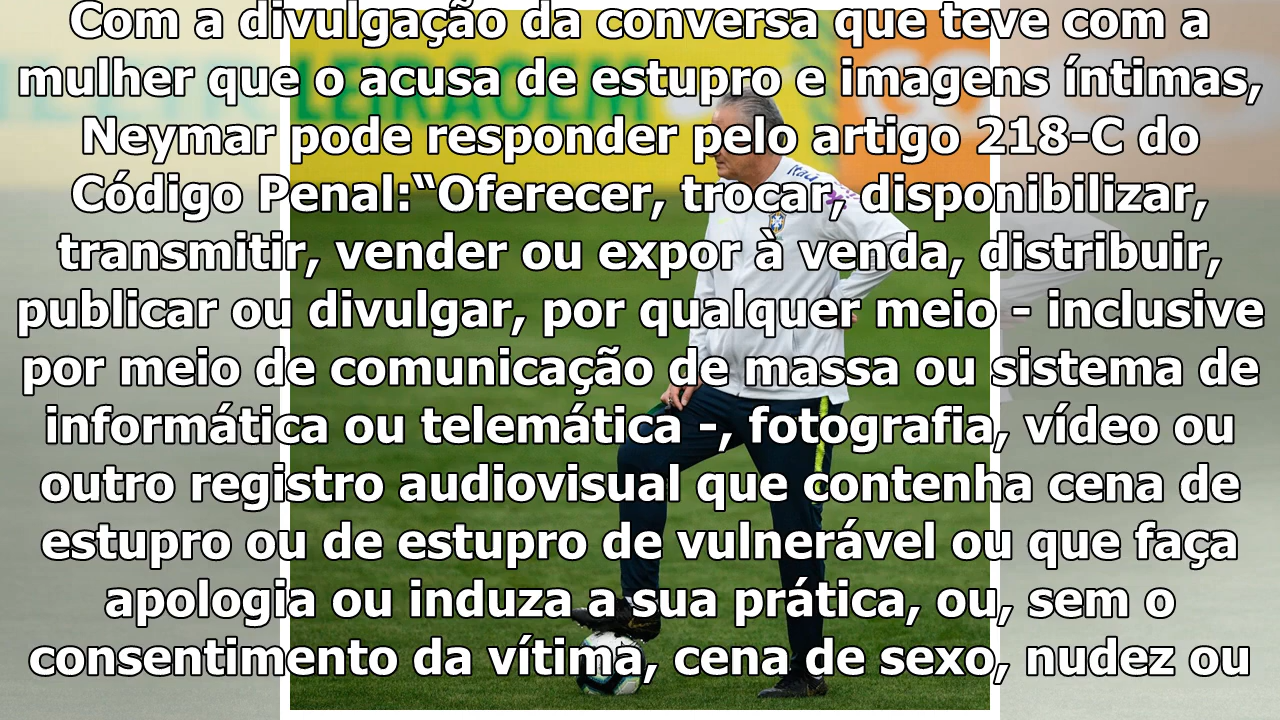 Com a divulgação da conversa que teve com a
mulher que o acusa de estupro e imagens íntimas,
Neymar pode responder pelo artigo 218-C do
Código Penal:“Oferecer, trocar, disponibilizar,
transmitir, vender ou expor à venda, distribuir,
publicar ou divulgar, por qualquer meio - inclusive
por meio de comunicação de massa ou sistema de
informática ou telemática -, fotografia, vídeo ou
outro registro audiovisual que contenha cena de
estupro ou de estupro de vulnerável ou que faça
apologia ou induza a sua prática, ou, sem o
consentimento da vítima, cena de sexo, nudez ou
Itaú